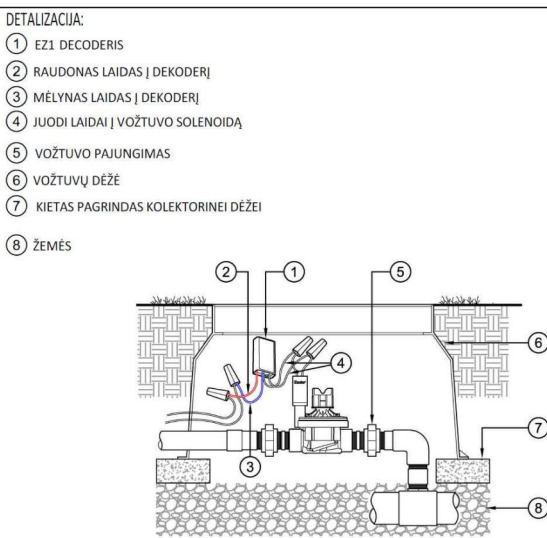 DETALIZACIJA:
1 EZ1 DECODERIS
2 RAUDONAS LAIDAS Į DEKODERĮ
3 MĖLYNAS LAIDAS Į DEKODERĮ
4 JUODI LAIDAI Į VOŽTUVO SOLENOIDĄ
5 VOŽTUVO PAJUNGIMAS
6 VOŽTUVŲ DĖŽĖ
7 KIETAS PAGRINDAS KOLEKTORINEI DĖŽEI
8 ŽEMĖS
2 1 5
4
6
7
3
8